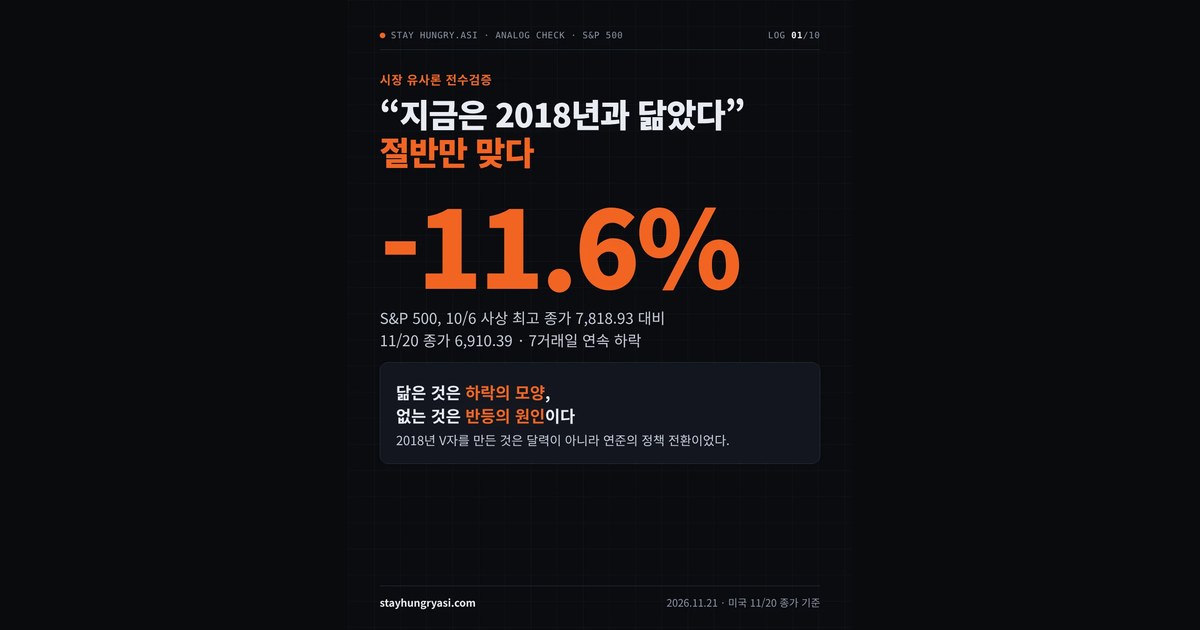 STAY HUNGRY.ASI · ANALOG CHECK · S&P 500
LOG 01/10
시장 유사론 전수검증
“지금은 2018년과 닮았다”
절반만 맞다
-11.6%
S&P 500, 10/6 사상 최고 종가 7,818.93 대비
11/20 종가 6,910.39 · 7거래일 연속 하락
닮은 것은 하락의 모양,
없는 것은 반등의 원인이다
2018년 V자를 만든 것은 달력이 아니라 연준의 정책 전환이었다.
stayhungryasi.com
2026.11.21 · 미국 11/20 종가 기준